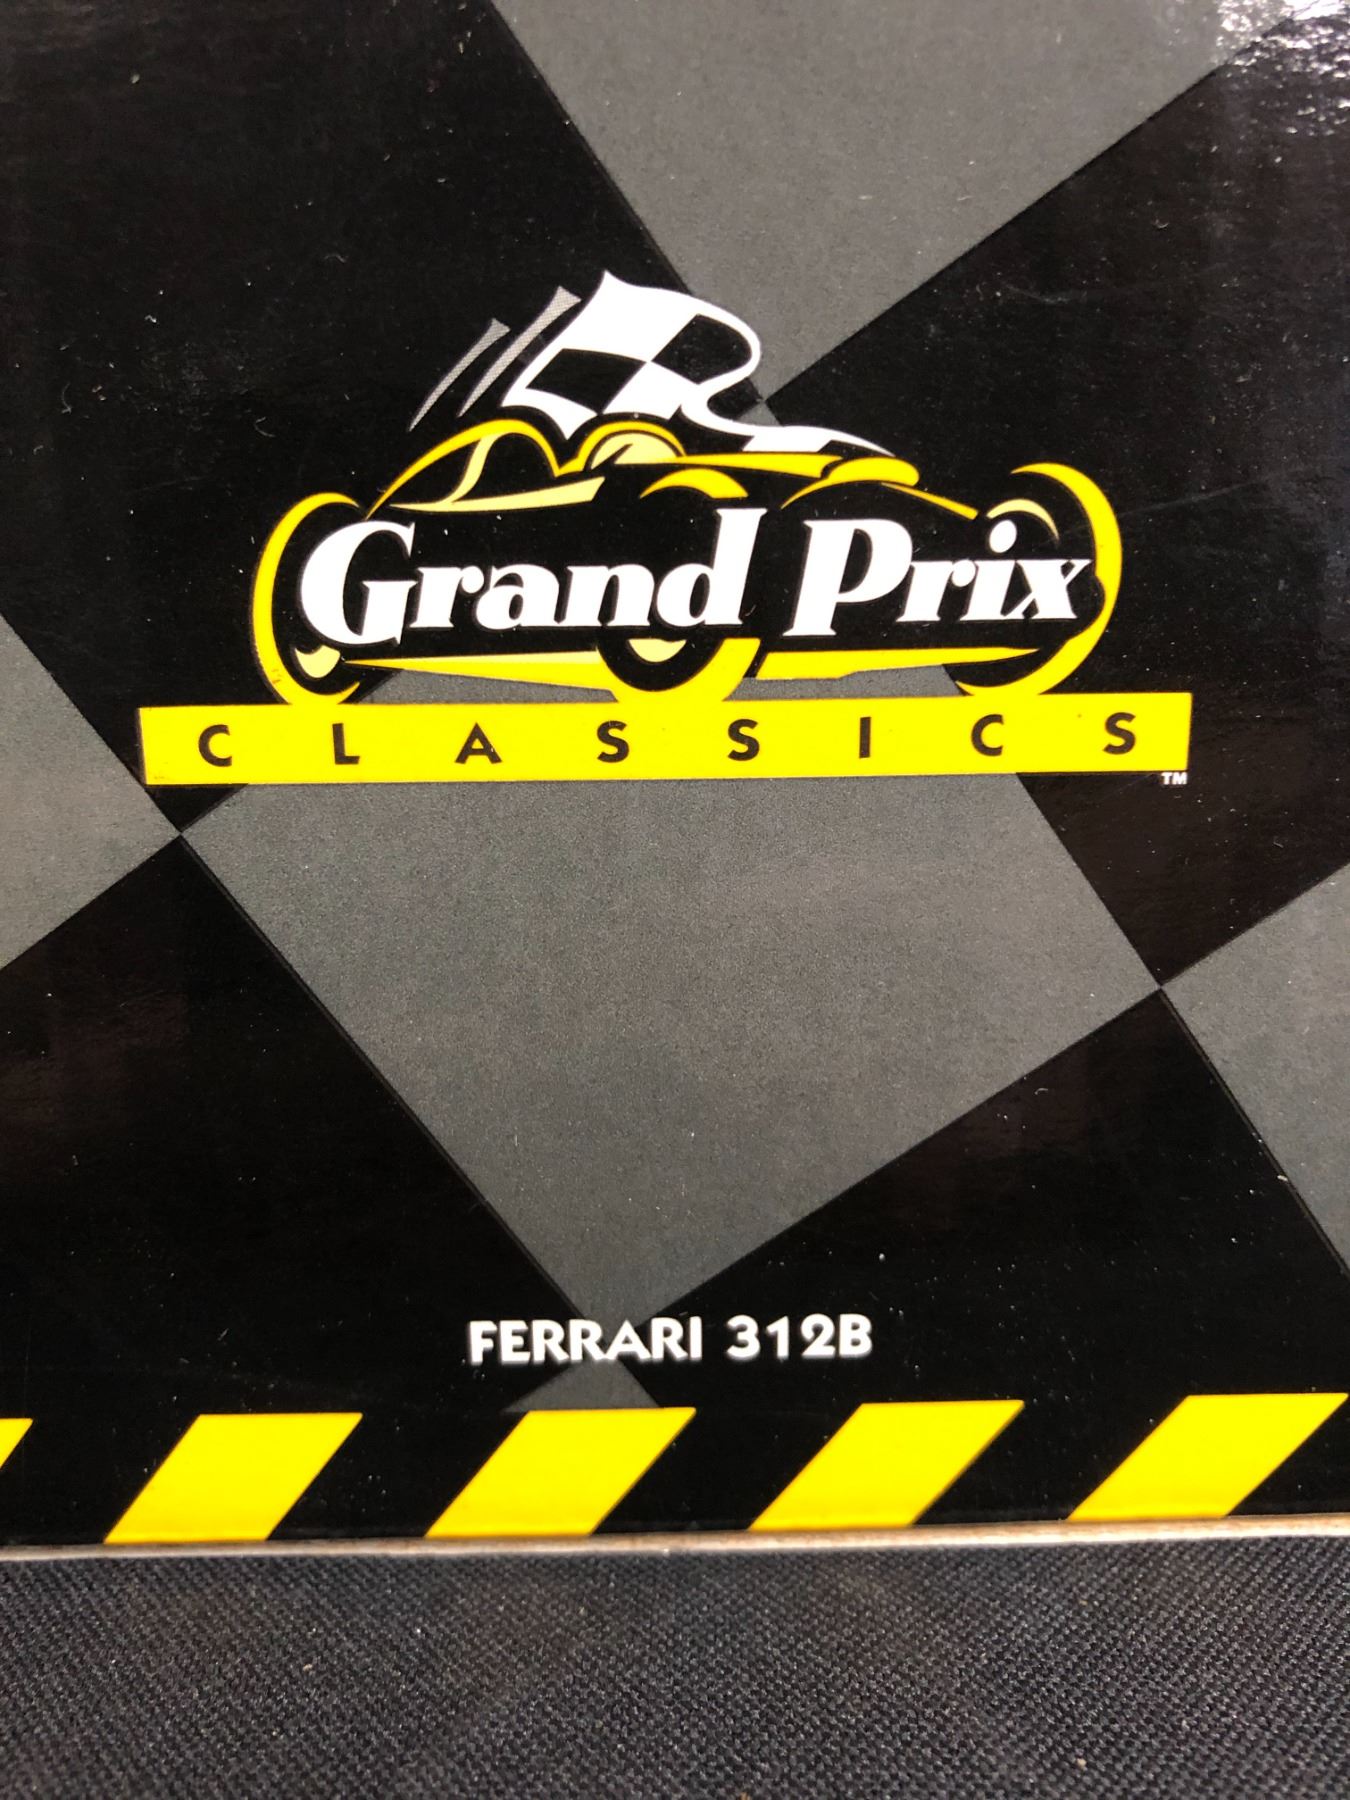 Grand Prix
CLASSICS
TM
FERRARI 312B